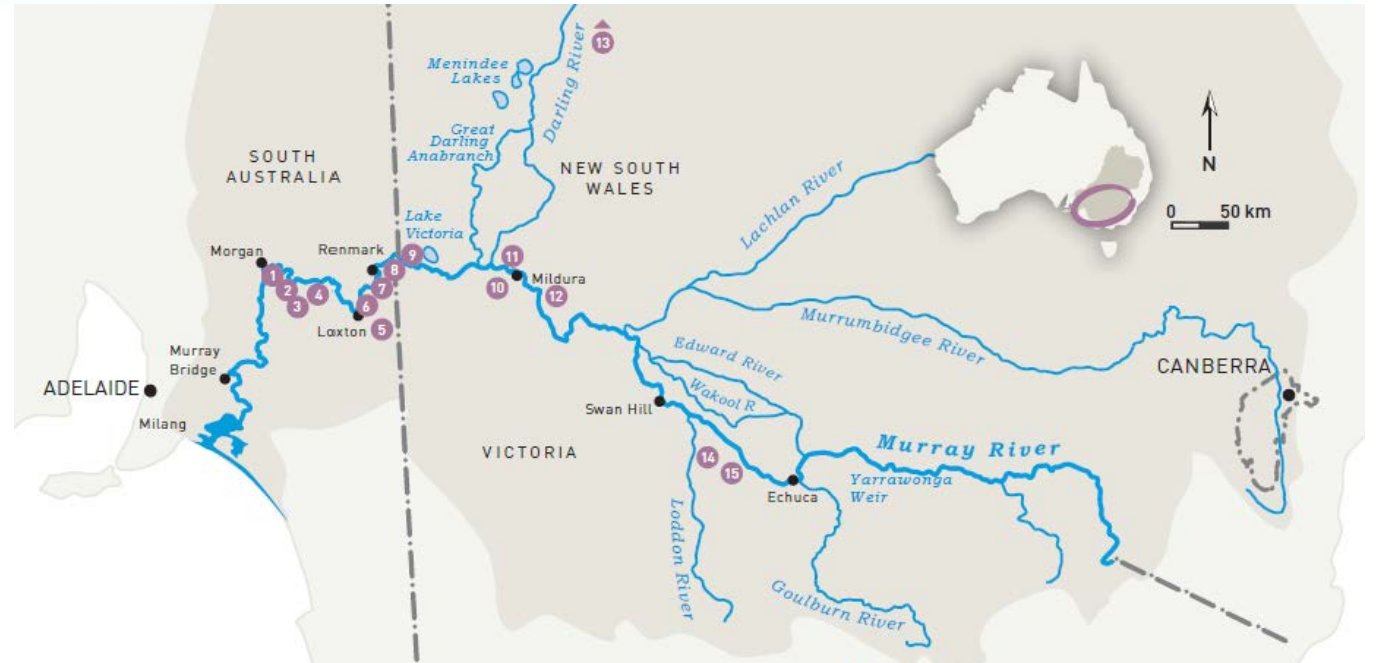 13
Menindee
Lakes
Darling River
Great
Darling
Anabranch
SOUTH
AUSTRALIA
NEW SOUTH
WALES
Lachlan River
N
0 50 km
Lake
Victoria
Morgan
Renmark
9
11
8
1
10
Mildura
7
2
4
12
3
6
Loxton
5
Murrumbidgee River
Murray
Bridge
Edward River
CANBERRA
ADELAIDE
Wakool R
Swan Hill
Milang
VICTORIA
Murray River
14
15
Yarrawonga
Weir
Echuca
Loddon River
Goulburn River